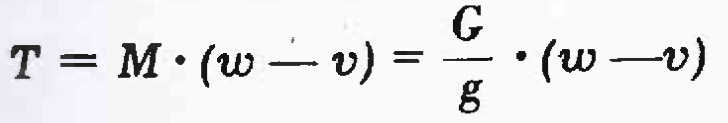 T = M · (w — v) = G/g · (w — v)